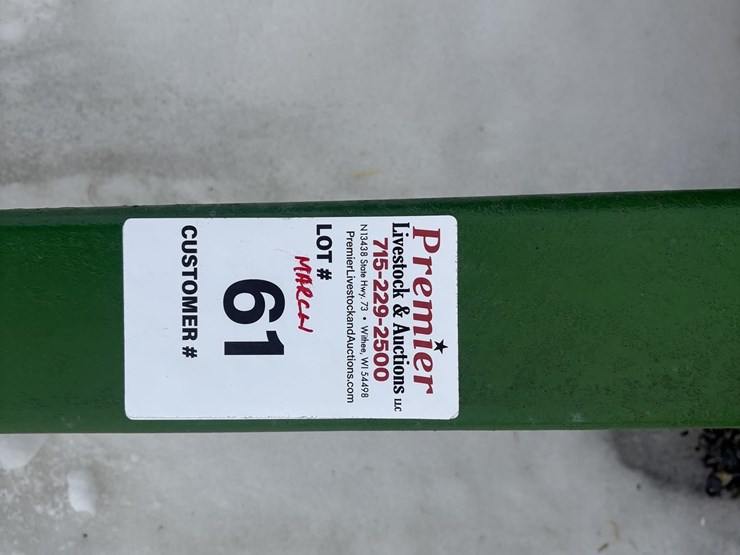 Premier
Livestock & Auctions LLC
715-229-2500
N13438 State Hwy. 73 • Withee, WI 54498
PremierLivestockandAuctions.com
LOT #
MARCH
61
CUSTOMER #